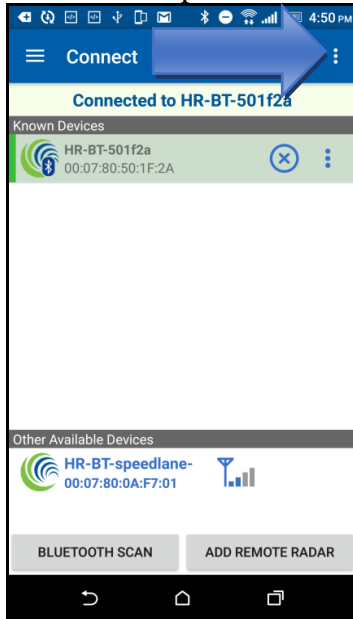 4:50 PM
Connect
Connected to HR-BT-501f2a
Known Devices
HR-BT-501f2a
00:07:80:50:1F:2A
Other Available Devices
HR-BT-speedlane-
00:07:80:0A:F7:01
BLUETOOTH SCAN
ADD REMOTE RADAR